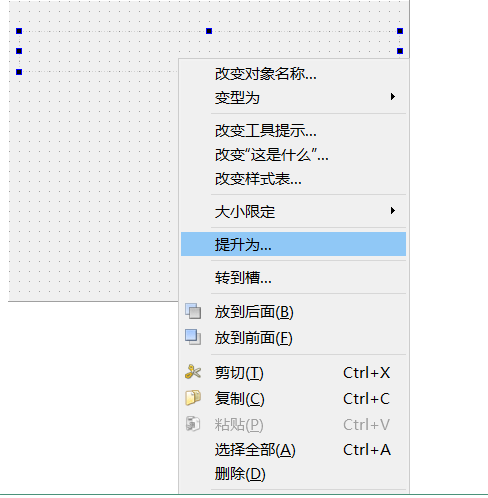 改变对象名称...
变型为
改变工具提示...
改变“这是什么”...
改变样式表...
大小限定
提升为...
转到槽...
放到后面(B)
放到前面(F)
剪切(T) Ctrl+X
复制(C) Ctrl+C
粘贴(P) Ctrl+V
选择全部(A) Ctrl+A
删除(D)